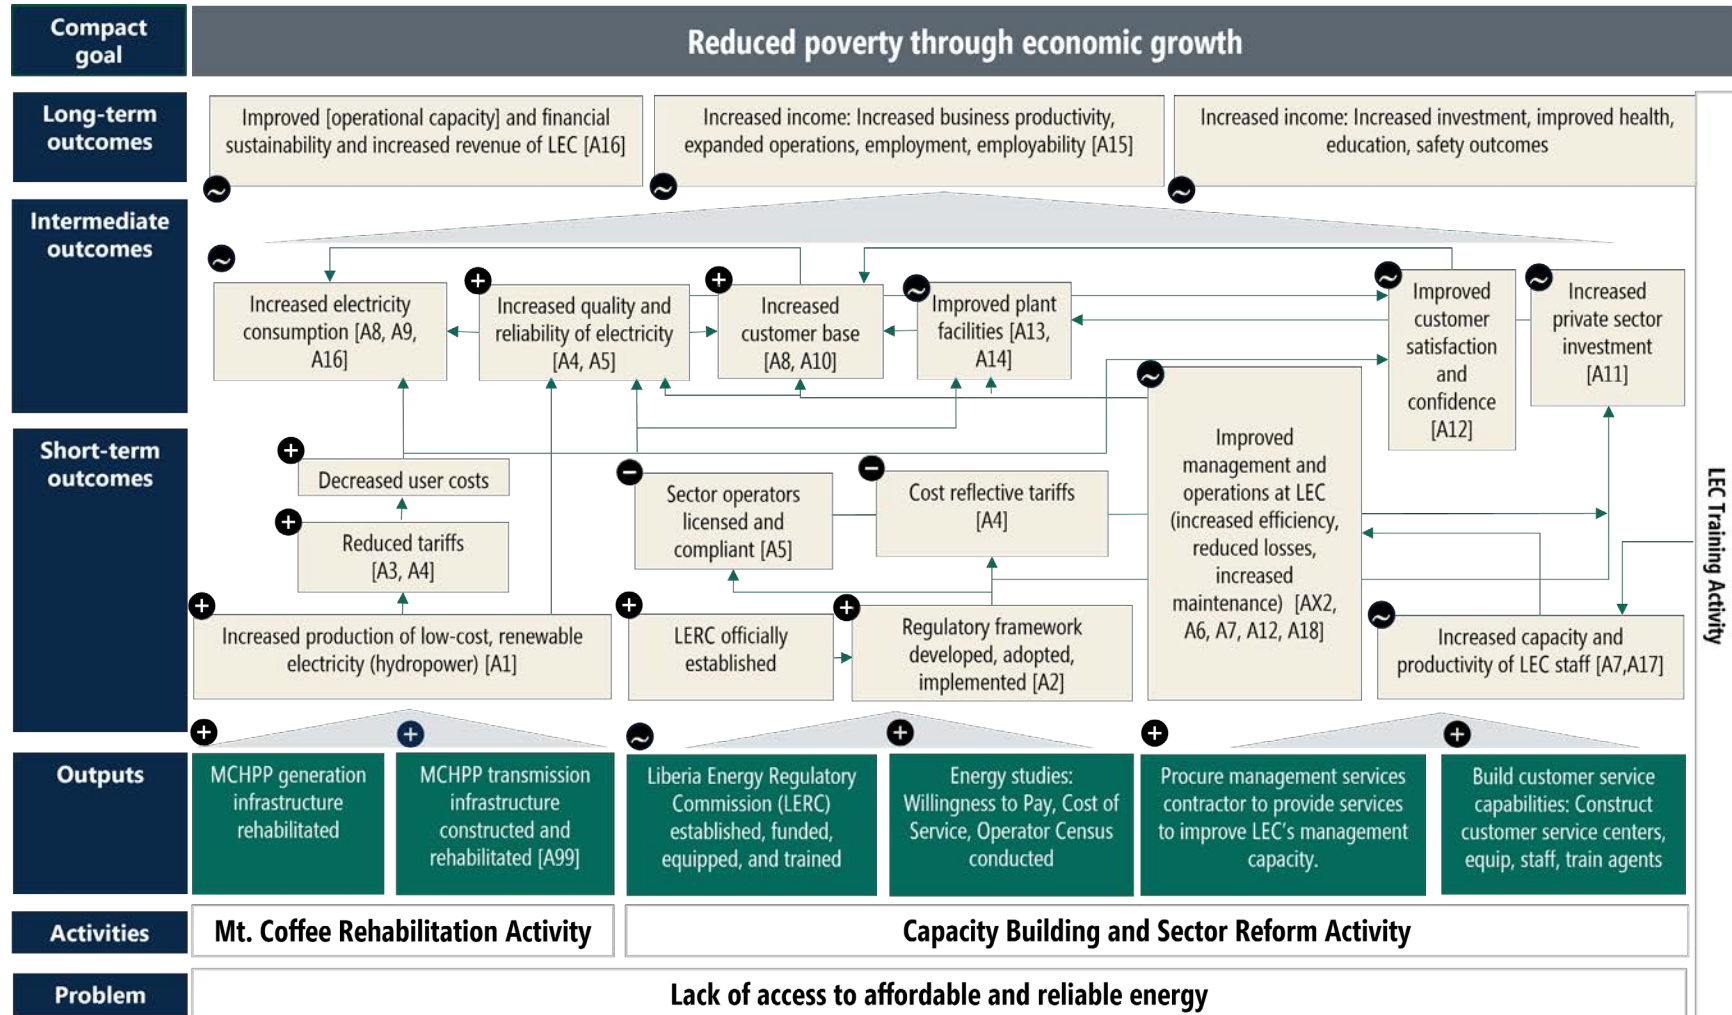 Compact
goal
Reduced poverty through economic growth
Long-term
outcomes
Improved [operational capacity] and financial
sustainability and increased revenue of LEC [A16]
~
Increased income: Increased business productivity,
expanded operations, employment, employability [A15]
~
Increased income: Increased investment, improved health,
education, safety outcomes
~
Intermediate
outcomes
~
Increased electricity
consumption [A8, A9,
A16]
+
Increased quality and
reliability of electricity
[A4, A5]
+
Increased
customer base
[A8, A10]
~
Improved plant
facilities [A13,
A14]
~
Improved
customer
satisfaction
and
confidence
[A12]
~
Increased
private sector
investment
[A11]
Short-term
outcomes
+
Decreased user costs
+
Reduced tariffs
[A3, A4]
+
Increased production of low-cost, renewable
electricity (hydropower) [A1]
−
Sector operators
licensed and
compliant [A5]
−
Cost reflective tariffs
[A4]
+
LERC officially
established
+
Regulatory framework
developed, adopted,
implemented [A2]
~
Improved
management and
operations at LEC
(increased efficiency,
reduced losses,
increased
maintenance) [AX2,
A6, A7, A12, A18]
~
Increased capacity and
productivity of LEC staff [A7,A17]
LEC Training Activity
Outputs
+
MCHPP generation
infrastructure
rehabilitated
+
MCHPP transmission
infrastructure
constructed and
rehabilitated [A99]
~
Liberia Energy Regulatory
Commission (LERC)
established, funded,
equipped, and trained
+
Energy studies:
Willingness to Pay, Cost of
Service, Operator Census
conducted
+
Procure management services
contractor to provide services
to improve LEC's management
capacity.
+
Build customer service
capabilities: Construct
customer service centers,
equip, staff, train agents
Activities
Mt. Coffee Rehabilitation Activity
Capacity Building and Sector Reform Activity
Problem
Lack of access to affordable and reliable energy